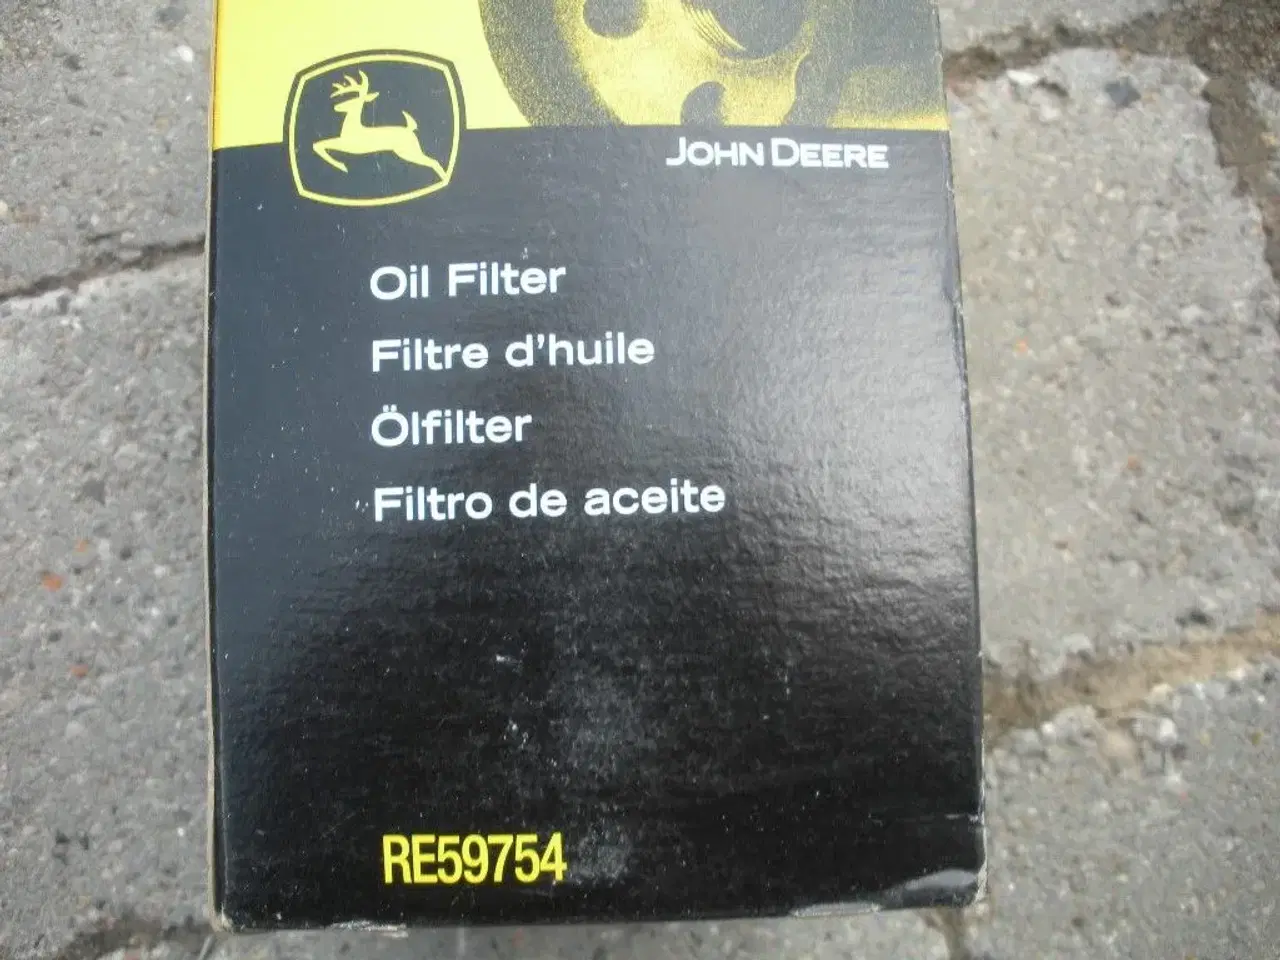 JOHN DEERE
Oil Filter
Filtre d'huile
Ölfilter
Filtro de aceite
RE59754